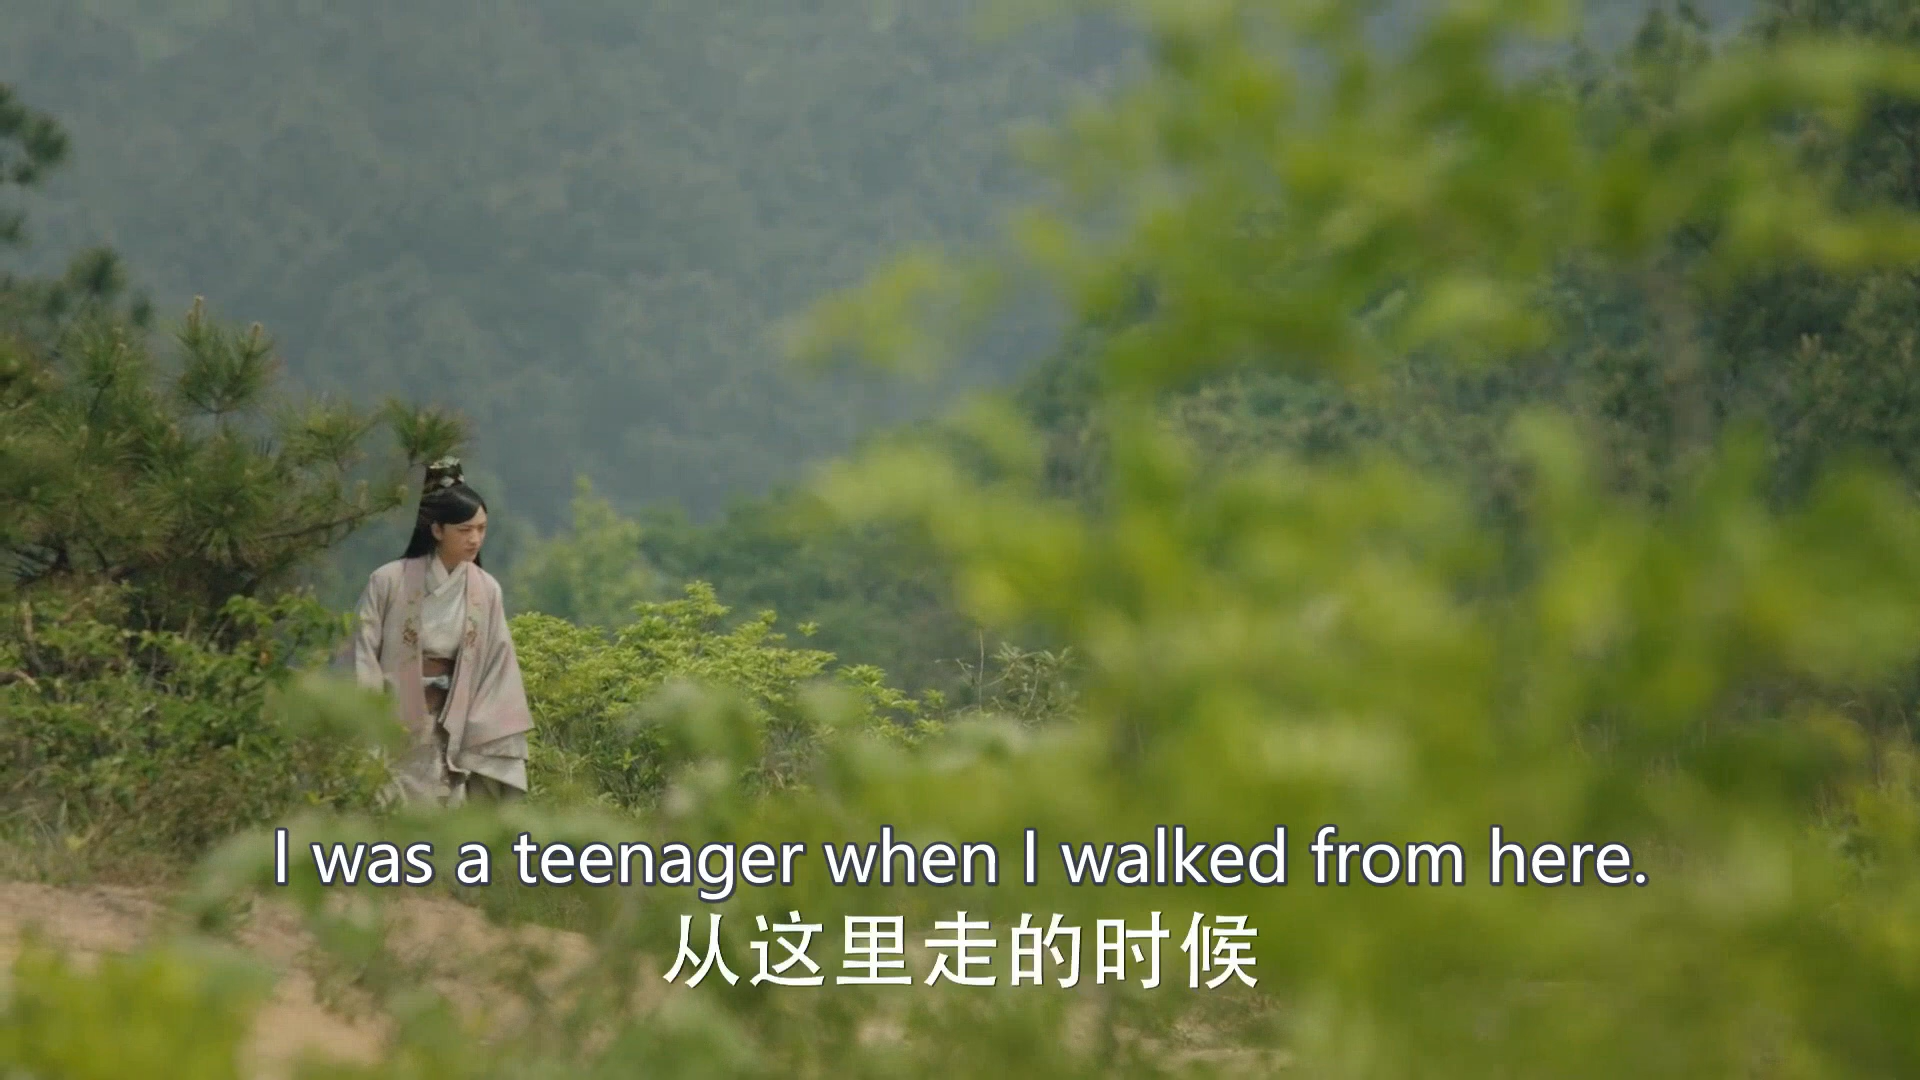 I was a teenager when I walked from here.
从这里走的时候